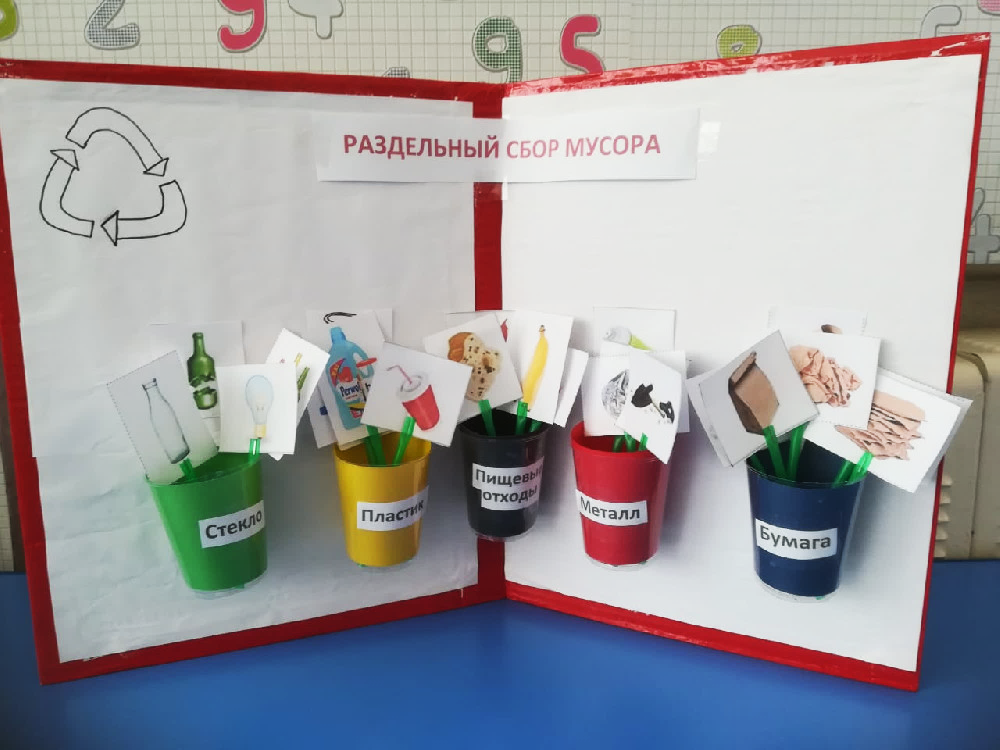 РАЗДЕЛЬНЫЙ СБОР МУСОРА
Стекло
Пластик
Пищевые
отходы
Металл
Бумага